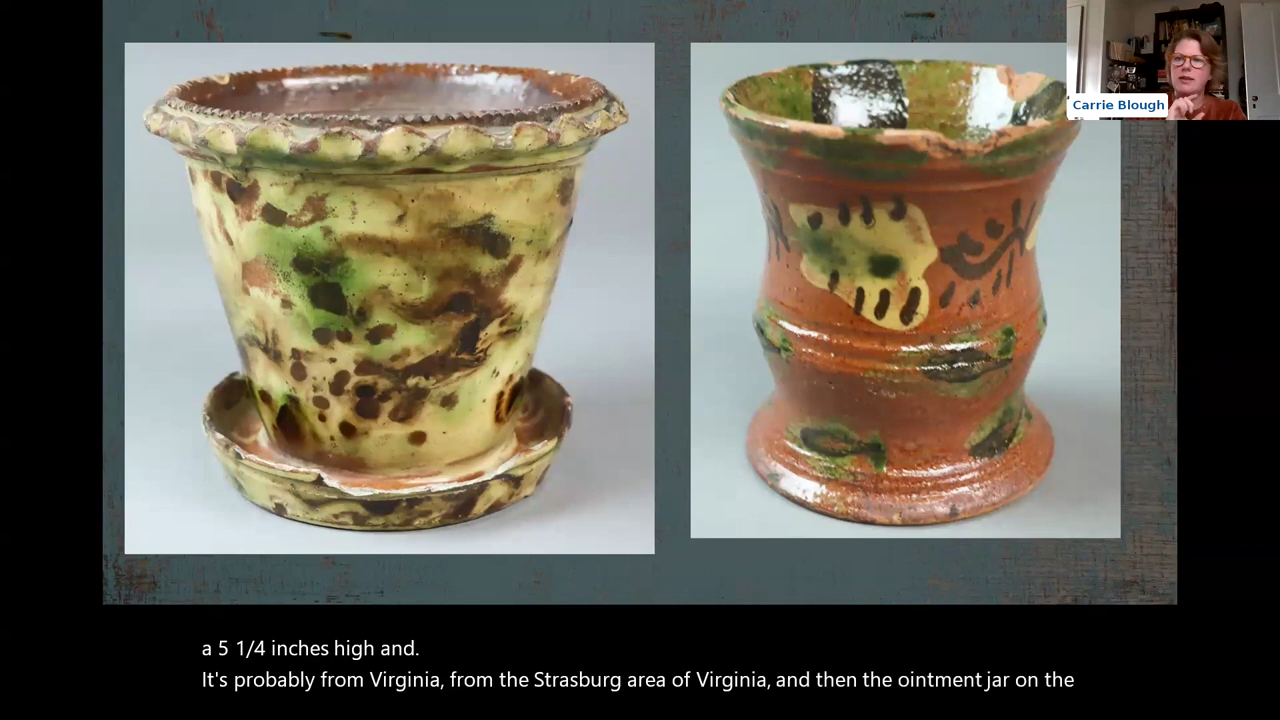 Carrie Blough
a 5 1/4 inches high and.
It's probably from Virginia, from the Strasburg area of Virginia, and then the ointment jar on the